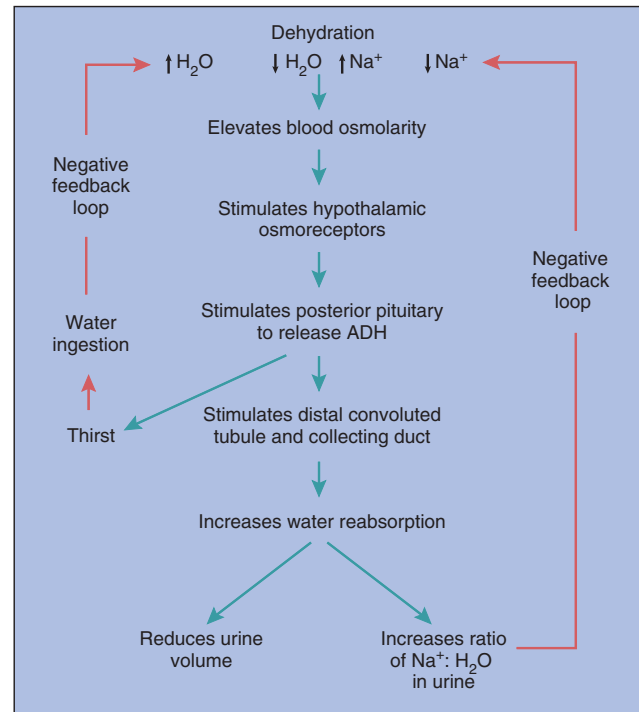 Dehydration
↑H₂O ↓H₂O ↑Na⁺ ↓Na⁺
Elevates blood osmolarity
Negative
feedback
loop
Stimulates hypothalamic
osmoreceptors
Negative
feedback
loop
Stimulates posterior pituitary
to release ADH
Water
ingestion
Thirst
Stimulates distal convoluted
tubule and collecting duct
Increases water reabsorption
Reduces urine
volume
Increases ratio
of Na⁺: H₂O
in urine